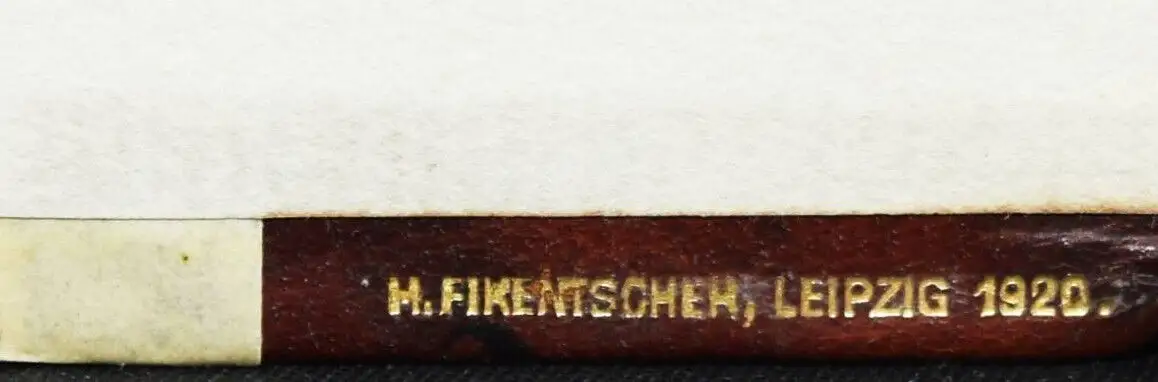 H. FIKENTSCHER, LEIPZIG 1920.